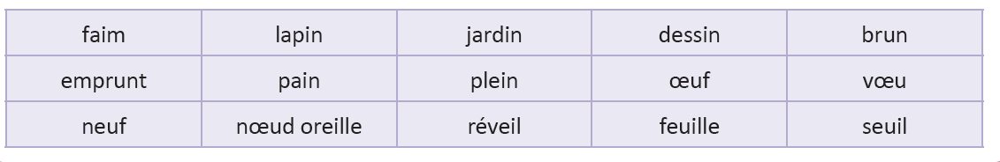 faim lapin jardin dessin brun
emprunt pain plein œuf vœu
neuf nœud oreille réveil feuille seuil